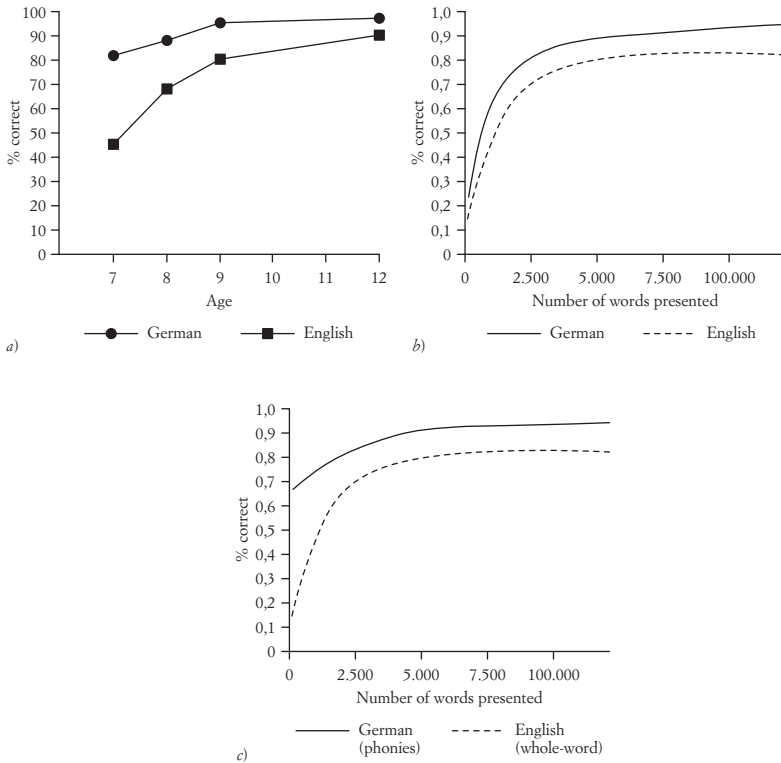 100
90
80
70
60
50
40
30
20
10
0
% correct
7 8 9 10 11 12
Age
German English
a)
1,0
0,9
0,8
0,7
0,6
0,5
0,4
0,3
0,2
0,1
0
% correct
0 2.500 5.000 7.500 100.000
Number of words presented
German English
b)
1,0
0,9
0,8
0,7
0,6
0,5
0,4
0,3
0,2
0,1
0
% correct
0 2.500 5.000 7.500 100.000
Number of words presented
German English
(phonies) (whole-word)
c)